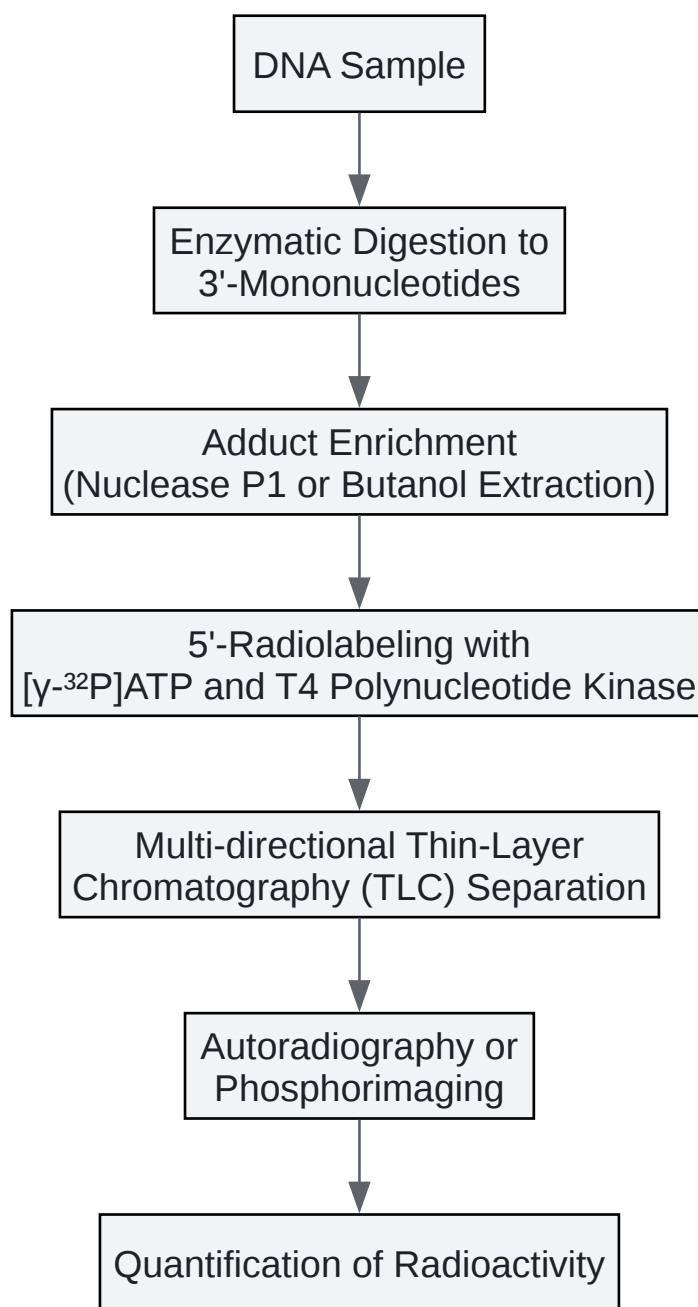 DNA Sample
Enzymatic Digestion to
3'-Mononucleotides
Adduct Enrichment
(Nuclease P1 or Butanol Extraction)
5'-Radiolabeling with
[γ-³²P]ATP and T4 Polynucleotide Kinase
Multi-directional Thin-Layer
Chromatography (TLC) Separation
Autoradiography or
Phosphorimaging
Quantification of Radioactivity